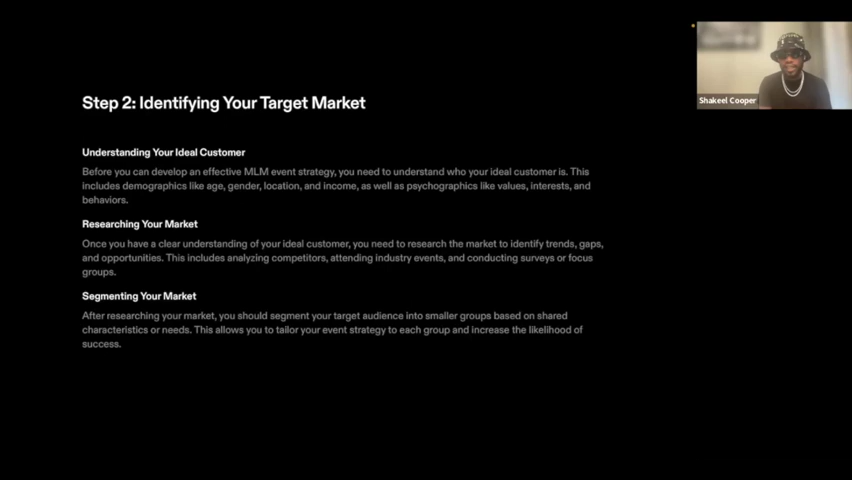 Step 2: Identifying Your Target Market
Understanding Your Ideal Customer
Before you can develop an effective MLM event strategy, you need to understand who your ideal customer is. This
includes demographics like age, gender, location, and income, as well as psychographics like values, interests, and
behaviors.
Researching Your Market
Once you have a clear understanding of your ideal customer, you need to research the market to identify trends, gaps,
and opportunities. This includes analyzing competitors, attending industry events, and conducting surveys or focus
groups.
Segmenting Your Market
After researching your market, you should segment your target audience into smaller groups based on shared
characteristics or needs. This allows you to tailor your event strategy to each group and increase the likelihood of
success.
Shakeel Cooper